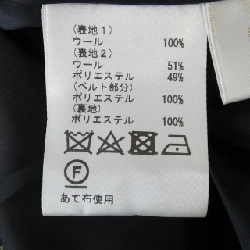 (表地1)
ウール 100%
(表地2)
ウール 51%
ポリエステル 49%
(ベルト部分)
ポリエステル 100%
(裏地)
ポリエステル 100%
F
あて布使用